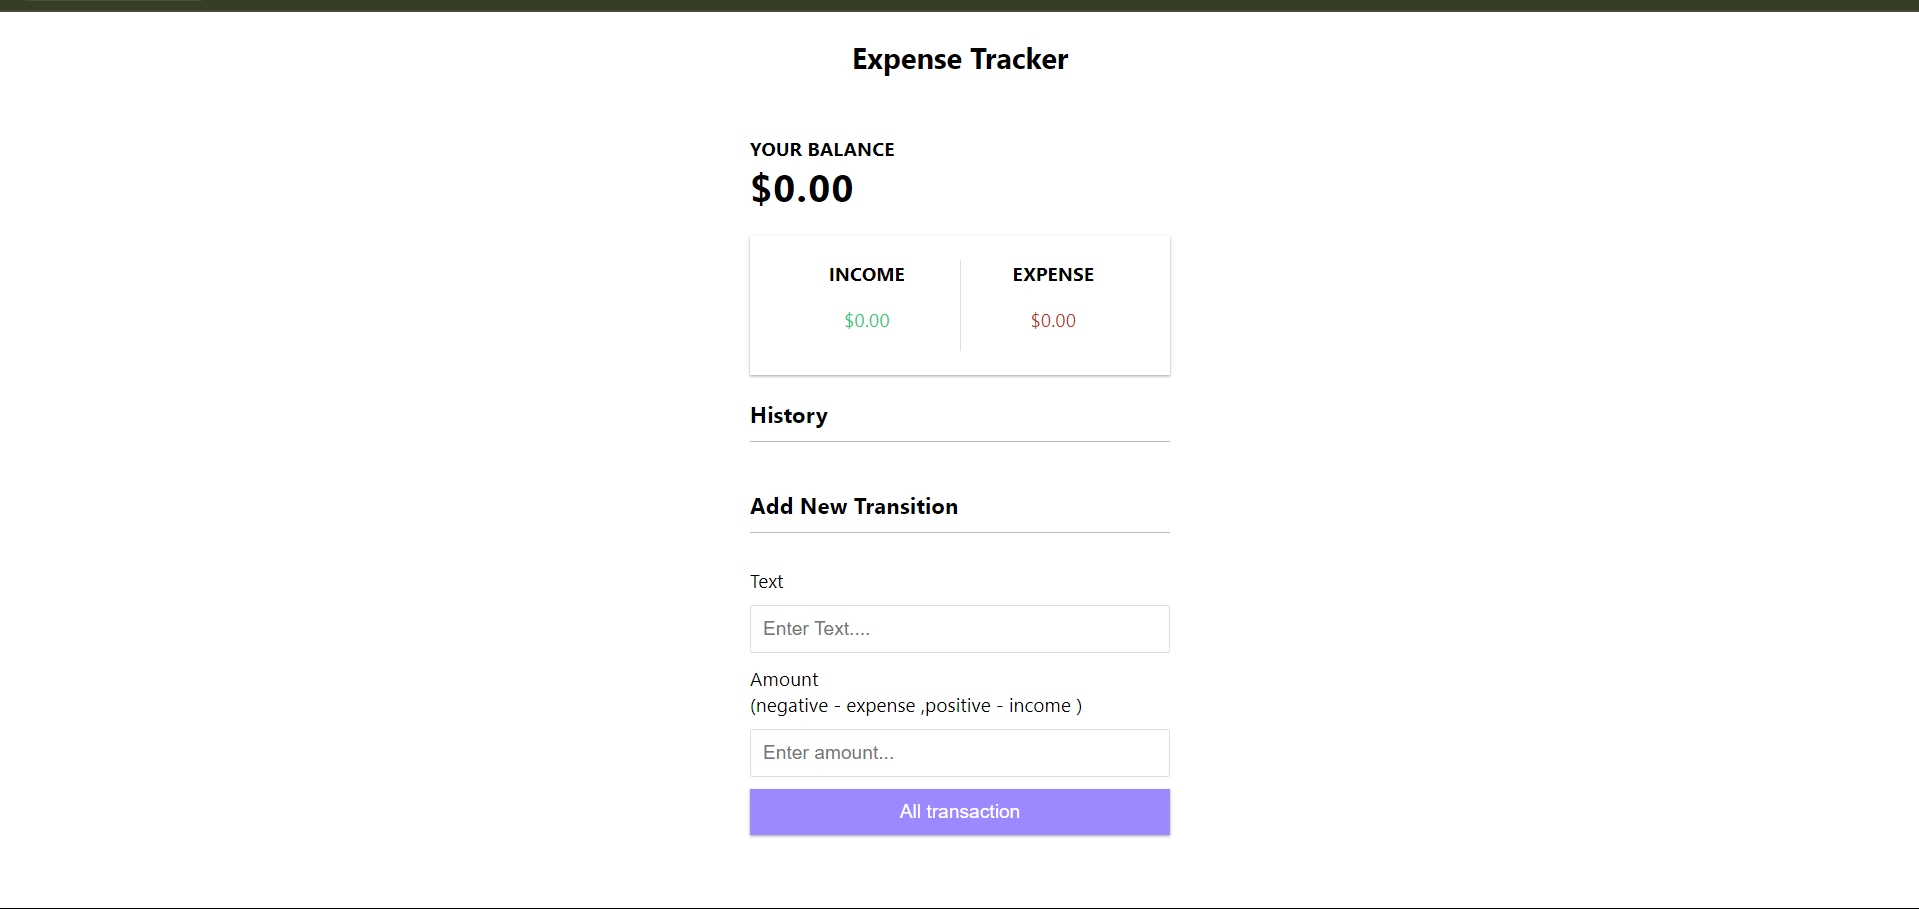 Expense Tracker
YOUR BALANCE
$0.00
INCOME EXPENSE
$0.00 $0.00
History
Add New Transition
Text
Enter Text....
Amount
(negative - expense ,positive - income )
Enter amount...
All transaction